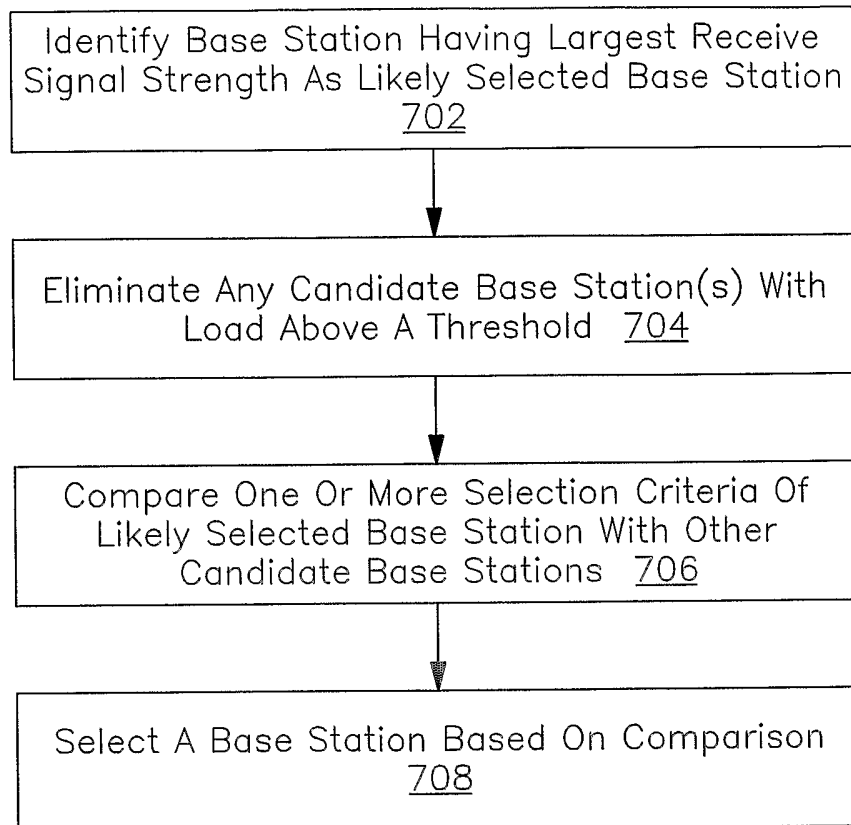 Identify Base Station Having Largest Receive
Signal Strength As Likely Selected Base Station
702
Eliminate Any Candidate Base Station(s) With
Load Above A Threshold 704
Compare One Or More Selection Criteria Of
Likely Selected Base Station With Other
Candidate Base Stations 706
Select A Base Station Based On Comparison
708